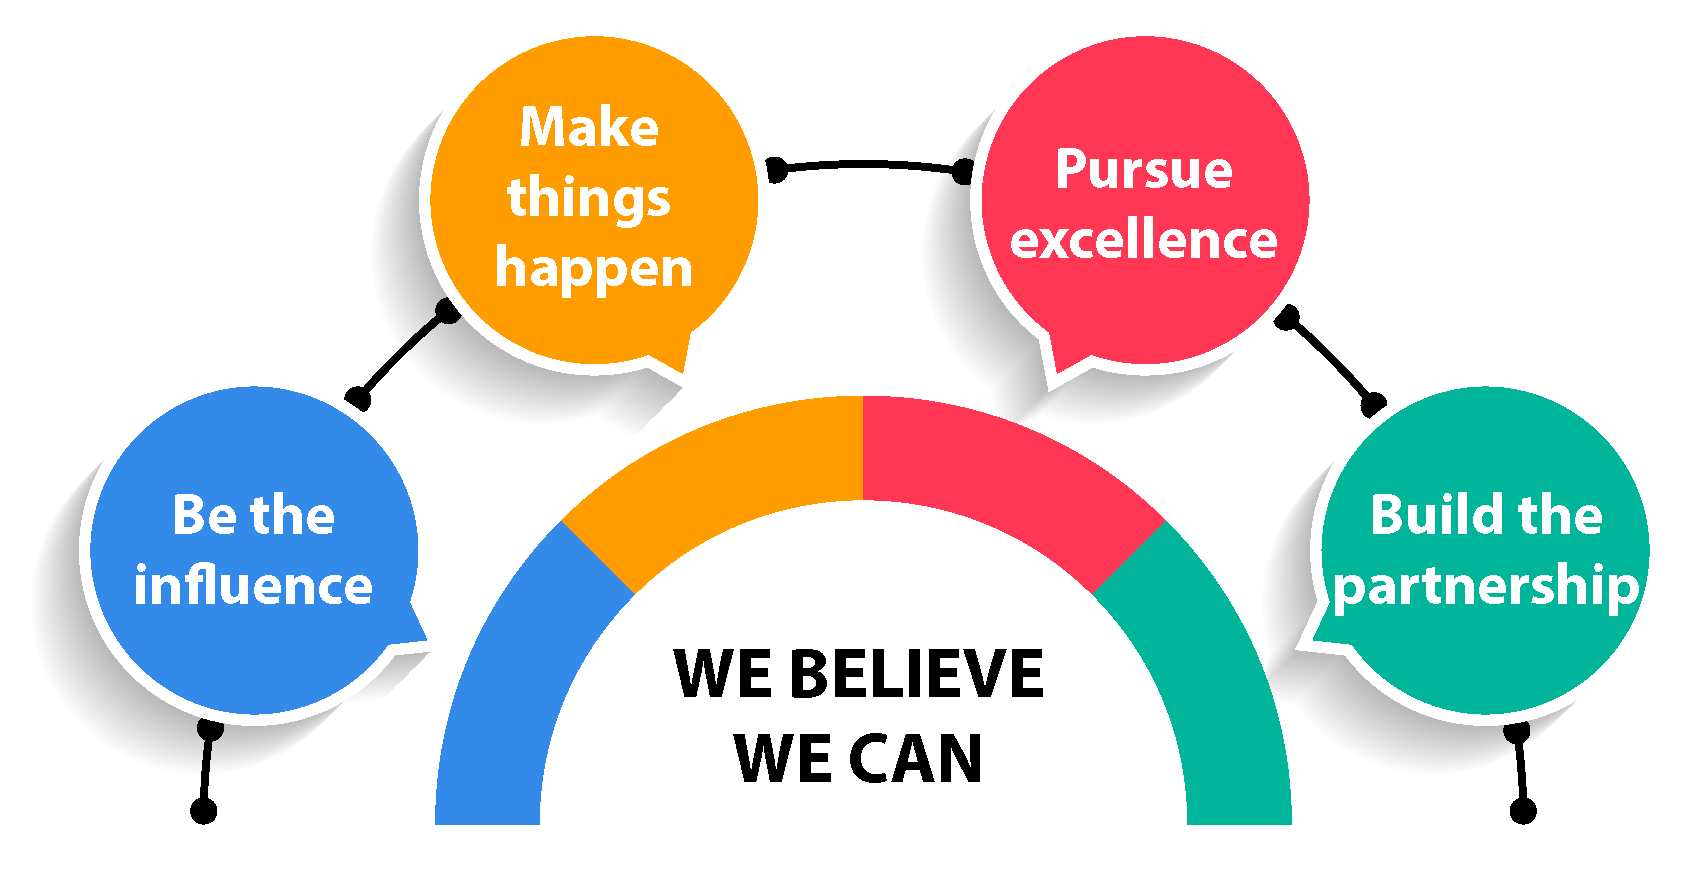 Make
things
happen
Pursue
excellence
Be the
influence
Build the
partnership
WE BELIEVE
WE CAN